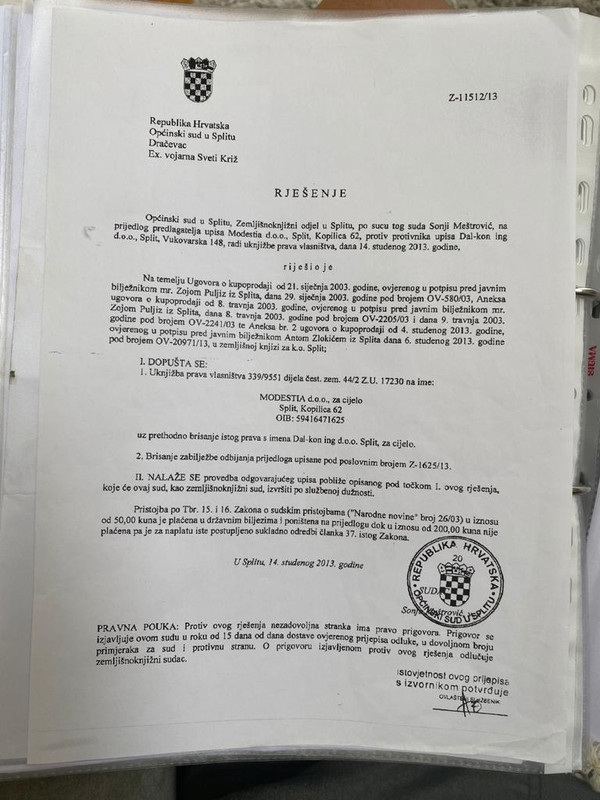 Z-11512/13
Republika Hrvatska
Općinski sud u Splitu
Dračevac
Ex. vojarna Sveti Križ
RJEŠENJE
Općinski sud u Splitu, Zemljišnoknjižni odjel u Splitu, po sucu tog suda Sonji Meštrović, na
prijedlog predlagatelja upisa Modestia d.o.o., Split, Kopilica 62, protiv protivnika upisa Dal-kon ing
d.o.o., Split, Vukovarska 148, radi uknjižbe prava vlasništva, dana 14. studenog 2013. godine,
riješio je
Na temelju Ugovora o kupoprodaji od 21. siječnja 2003. godine, ovjerenog u potpisu pred javnim
bilježnikom mr. Zojom Puljiz iz Splita, dana 29. siječnja 2003. godine pod brojem OV-580/03, Aneksa
ugovora o kupoprodaji od 8. travnja 2003. godine, ovjerenog u potpisu pred javnim bilježnikom mr.
Zojom Puljiz iz Splita, dana 8. travnja 2003. godine pod brojem OV-2205/03 i dana 9. travnja 2003.
godine pod brojem OV-2241/03 te Aneksa br. 2 ugovora o kupoprodaji od 4. studenog 2013. godine,
ovjerenog u potpisu pred javnim bilježnikom Antom Zlokićem iz Splita dana 6. studenog 2013. godine
pod brojem OV-20971/13, u zemljišnoj knjizi za k.o. Split;
I. DOPUŠTA SE:
1. Uknjižba prava vlasništva 339/9551 dijela čest. zem. 44/2 Z.U. 17230 na ime:
MODESTIA d.o.o., za cijelo
Split, Kopilica 62
OIB: 59416471625
uz prethodno brisanje istog prava s imena Dal-kon ing d.o.o. Split, za cijelo.
2. Brisanje zabilježbe odbijanja prijedloga upisane pod poslovnim brojem Z-1625/13.
II. NALAŽE SE provedba odgovarajućeg upisa pobliže opisanog pod točkom I. ovog rješenja,
koje će ovaj sud, kao zemljišnoknjižni sud, izvršiti po službenoj dužnosti.
Pristojba po Tbr. 15. i 16. Zakona o sudskim pristojbama ("Narodne novine" broj 26/03) u iznosu
od 50,00 kuna je plaćena u državnim biljezima i poništena na prijedlogu dok u iznosu od 200,00 kuna nije
plaćena pa je za naplatu iste postupljeno sukladno odredbi članka 37. istog Zakona.
U Splitu, 14. studenog 2013. godine
REPUBLIKA HRVATSKA
20
OPĆINSKI SUD U SPLITU
PRAVNA POUKA: Protiv ovog rješenja nezadovoljna stranka ima pravo prigovora. Prigovor se
izjavljuje ovom sudu u roku od 15 dana od dana dostave ovjerenog prijepisa odluke, u dovoljnom broju
primjeraka za sud i protivnu stranu. O prigovoru izjavljenom protiv ovog rješenja odlučuje
zemljišnoknjižni sudac.
istovjetnost ovog prijepisa
s izvornikom potvrđuje
OVLAŠTENI SLUŽBENIK